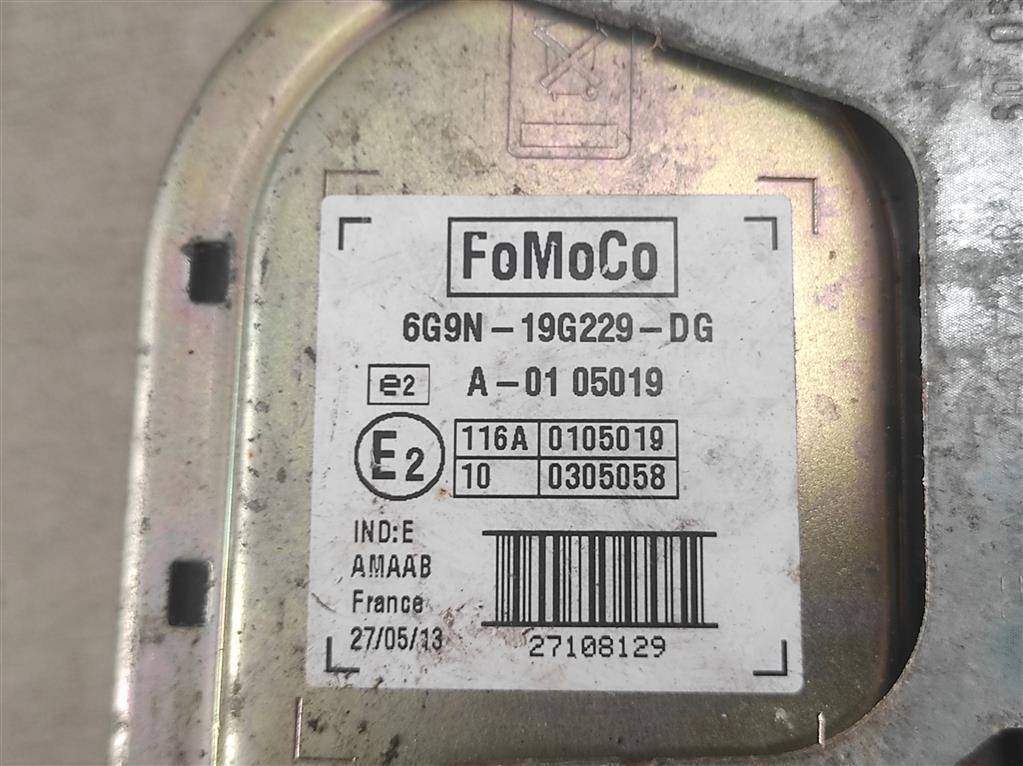 FoMoCo
6G9N-19G229-DG
e2 A-01 05019
E2 116A 0105019
10 0305058
IND:E
AMAAB
France
27/05/13
27108129